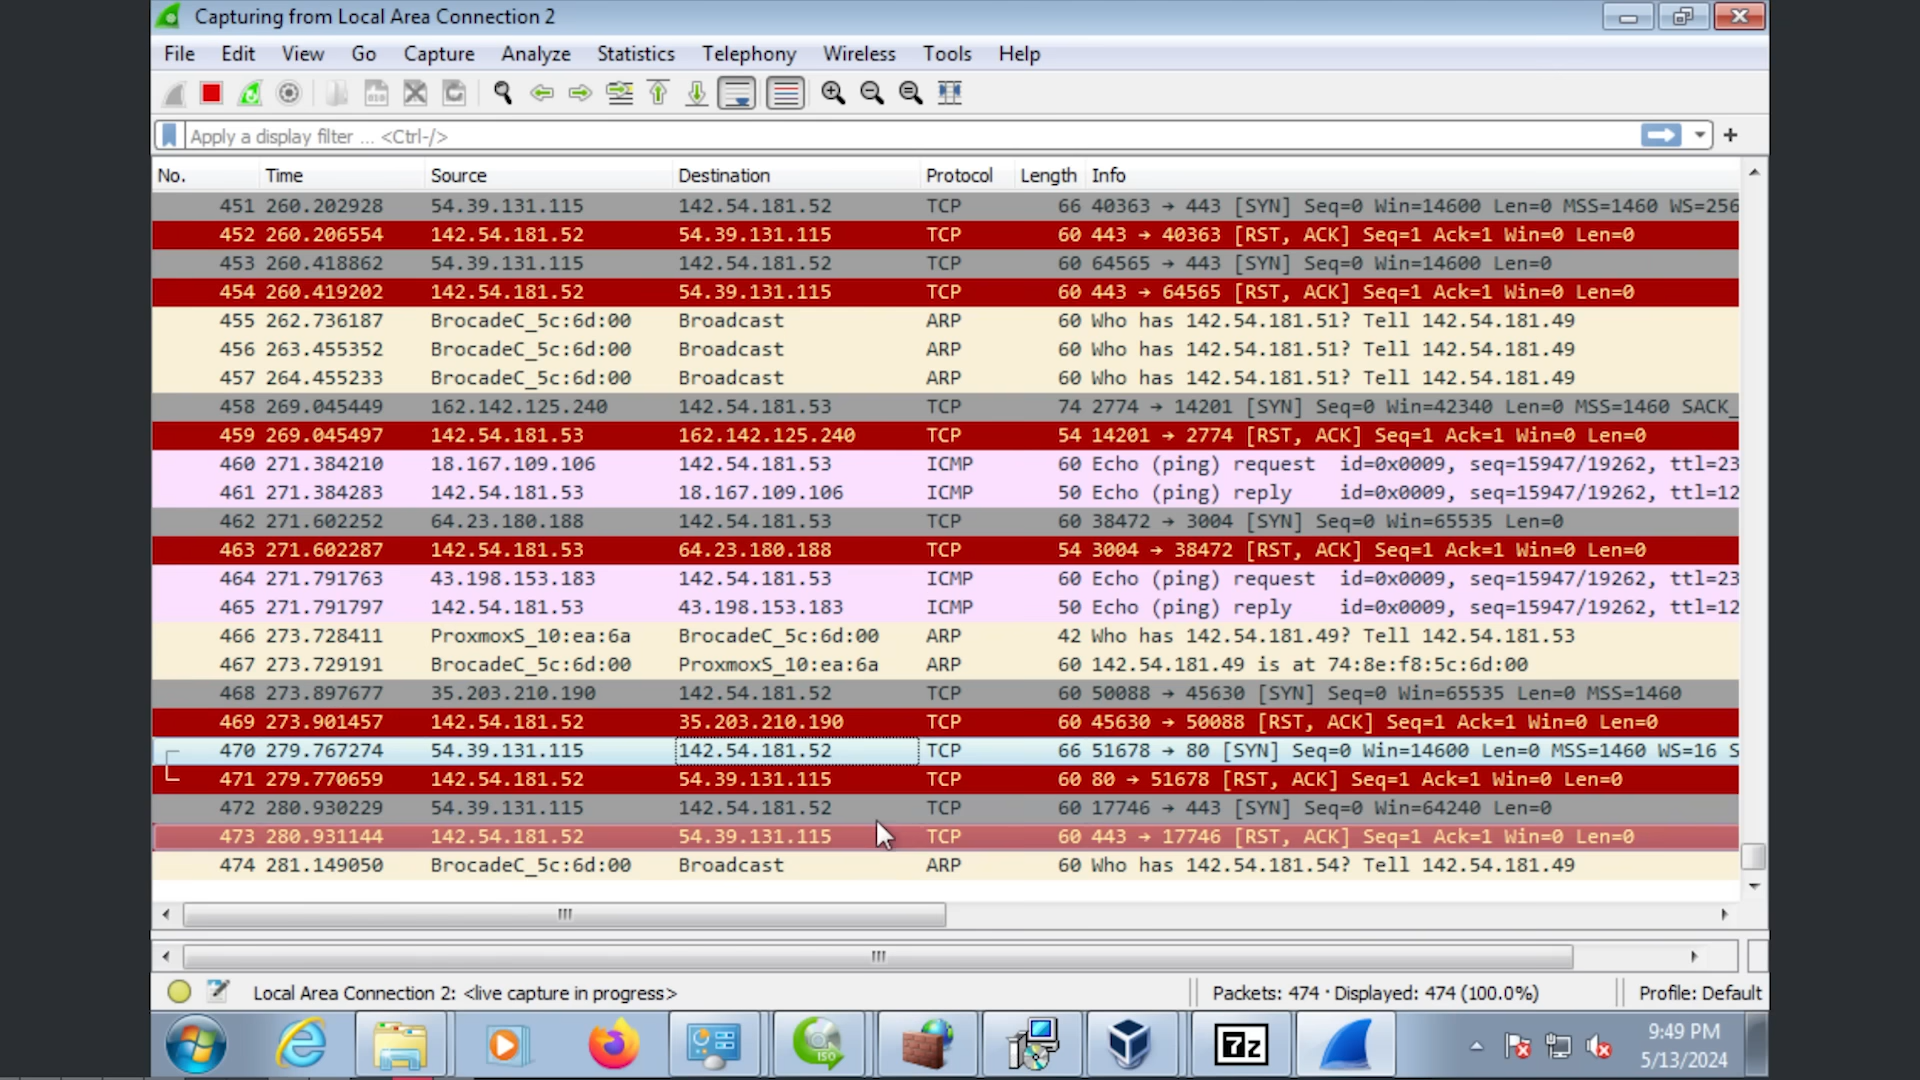 Capturing from Local Area Connection 2
File Edit View Go Capture Analyze Statistics Telephony Wireless Tools Help
Apply a display filter ... <Ctrl-/>
No. Time Source Destination Protocol Length Info
451 260.202928 54.39.131.115 142.54.181.52 TCP 66 40363 → 443 [SYN] Seq=0 Win=14600 Len=0 MSS=1460 WS=256
452 260.206554 142.54.181.52 54.39.131.115 TCP 60 443 → 40363 [RST, ACK] Seq=1 Ack=1 Win=0 Len=0
453 260.418862 54.39.131.115 142.54.181.52 TCP 60 64565 → 443 [SYN] Seq=0 Win=14600 Len=0
454 260.419202 142.54.181.52 54.39.131.115 TCP 60 443 → 64565 [RST, ACK] Seq=1 Ack=1 Win=0 Len=0
455 262.736187 BrocadeC_5c:6d:00 Broadcast ARP 60 Who has 142.54.181.51? Tell 142.54.181.49
456 263.455352 BrocadeC_5c:6d:00 Broadcast ARP 60 Who has 142.54.181.51? Tell 142.54.181.49
457 264.455233 BrocadeC_5c:6d:00 Broadcast ARP 60 Who has 142.54.181.51? Tell 142.54.181.49
458 269.045449 162.142.125.240 142.54.181.53 TCP 74 2774 → 14201 [SYN] Seq=0 Win=42340 Len=0 MSS=1460 SACK_
459 269.045497 142.54.181.53 162.142.125.240 TCP 54 14201 → 2774 [RST, ACK] Seq=1 Ack=1 Win=0 Len=0
460 271.384210 18.167.109.106 142.54.181.53 ICMP 60 Echo (ping) request id=0x0009, seq=15947/19262, ttl=23
461 271.384283 142.54.181.53 18.167.109.106 ICMP 50 Echo (ping) reply id=0x0009, seq=15947/19262, ttl=12
462 271.602252 64.23.180.188 142.54.181.53 TCP 60 38472 → 3004 [SYN] Seq=0 Win=65535 Len=0
463 271.602287 142.54.181.53 64.23.180.188 TCP 54 3004 → 38472 [RST, ACK] Seq=1 Ack=1 Win=0 Len=0
464 271.791763 43.198.153.183 142.54.181.53 ICMP 60 Echo (ping) request id=0x0009, seq=15947/19262, ttl=23
465 271.791797 142.54.181.53 43.198.153.183 ICMP 50 Echo (ping) reply id=0x0009, seq=15947/19262, ttl=12
466 273.728411 ProxmoxS_10:ea:6a BrocadeC_5c:6d:00 ARP 42 Who has 142.54.181.49? Tell 142.54.181.53
467 273.729191 BrocadeC_5c:6d:00 ProxmoxS_10:ea:6a ARP 60 142.54.181.49 is at 74:8e:f8:5c:6d:00
468 273.897677 35.203.210.190 142.54.181.52 TCP 60 50088 → 45630 [SYN] Seq=0 Win=65535 Len=0 MSS=1460
469 273.901457 142.54.181.52 35.203.210.190 TCP 60 45630 → 50088 [RST, ACK] Seq=1 Ack=1 Win=0 Len=0
470 279.767274 54.39.131.115 142.54.181.52 TCP 66 51678 → 80 [SYN] Seq=0 Win=14600 Len=0 MSS=1460 WS=16 S
471 279.770659 142.54.181.52 54.39.131.115 TCP 60 80 → 51678 [RST, ACK] Seq=1 Ack=1 Win=0 Len=0
472 280.930229 54.39.131.115 142.54.181.52 TCP 60 17746 → 443 [SYN] Seq=0 Win=64240 Len=0
473 280.931144 142.54.181.52 54.39.131.115 TCP 60 443 → 17746 [RST, ACK] Seq=1 Ack=1 Win=0 Len=0
474 281.149050 BrocadeC_5c:6d:00 Broadcast ARP 60 Who has 142.54.181.54? Tell 142.54.181.49
Local Area Connection 2: <live capture in progress> Packets: 474 · Displayed: 474 (100.0%) Profile: Default
ISO 7z 9:49 PM
5/13/2024